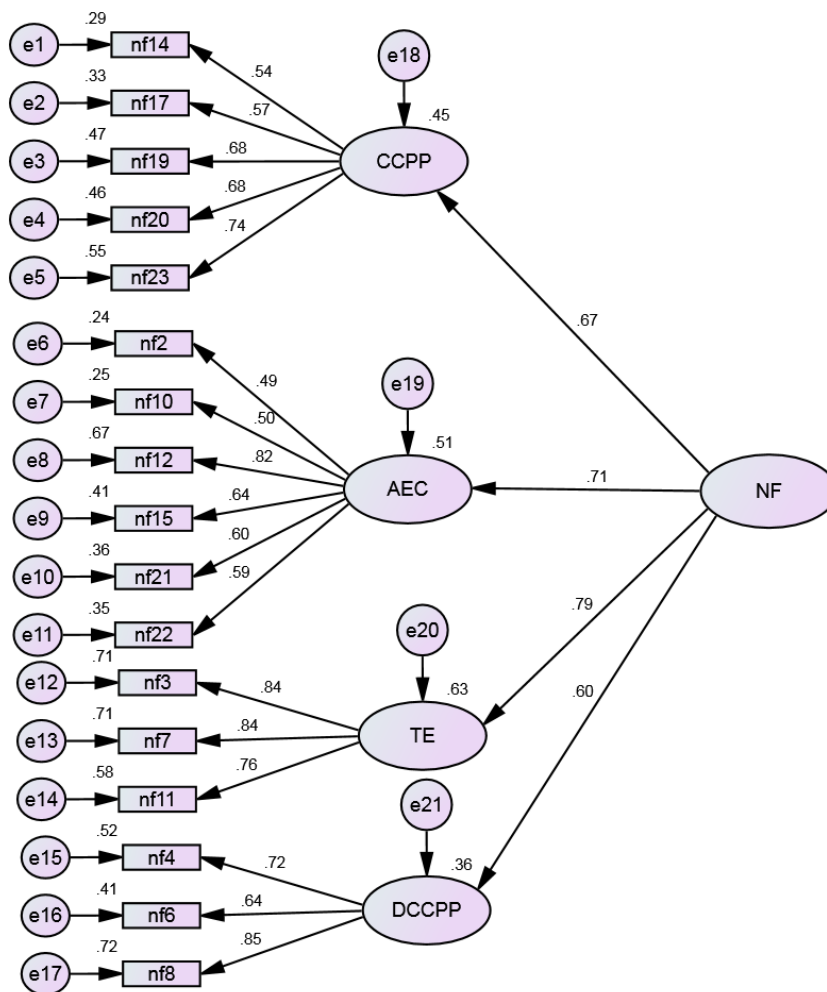 .29
e1 nf14
.54
e18
.33
e2 nf17
.57
.45
.47
e3 nf19
.68
CCPP
.46
e4 nf20
.68
.55
e5 nf23
.74
.67
.24
e6 nf2
.49
e19
.25
e7 nf10
.50
.51
.67
e8 nf12
.82
AEC
.71
NF
.41
e9 nf15
.64
.36
e10 nf21
.60
.35
e11 nf22
.59
e20
.79
.71
e12 nf3
.84
.63
.60
.71
e13 nf7
.84
TE
.58
e14 nf11
.76
e21
.52
e15 nf4
.72
.36
.41
e16 nf6
.64
DCCPP
.72
e17 nf8
.85